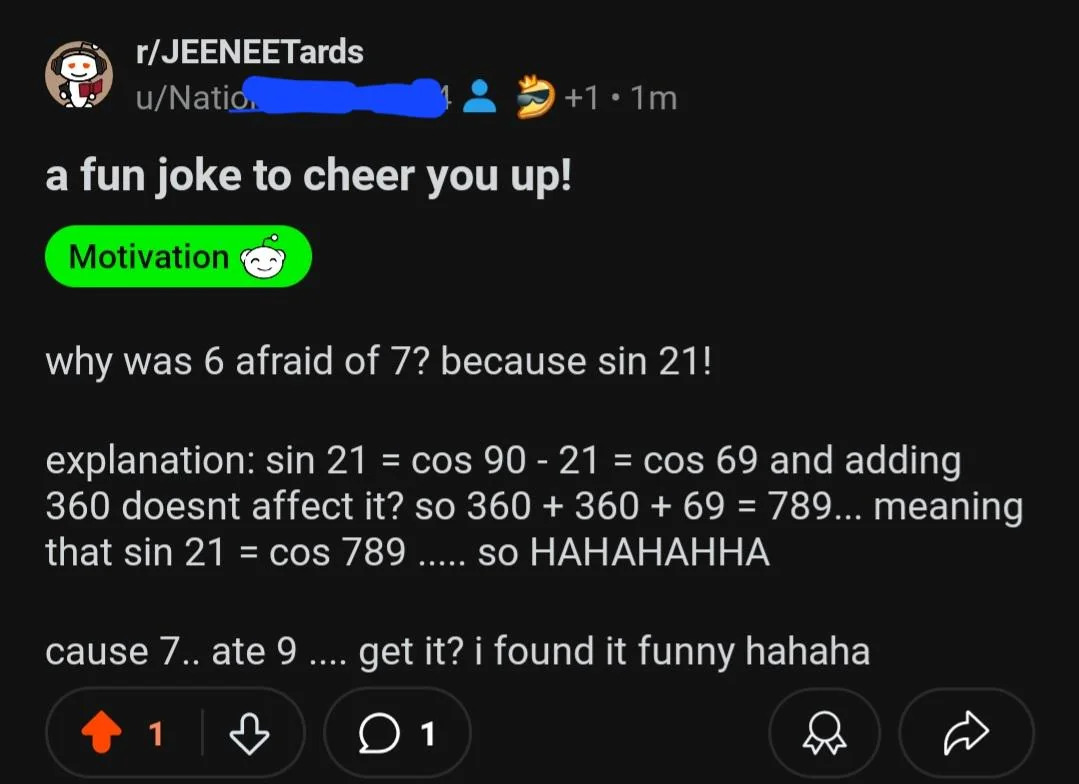 r/JEENEETards
+1 • 1m
a fun joke to cheer you up!
Motivation
why was 6 afraid of 7? because sin 21!
explanation: sin 21 = cos 90 - 21 = cos 69 and adding
360 doesnt affect it? so 360 + 360 + 69 = 789... meaning
that sin 21 = cos 789 ..... so HAHAHAHHA
cause 7.. ate 9 .... get it? i found it funny hahaha
1 1